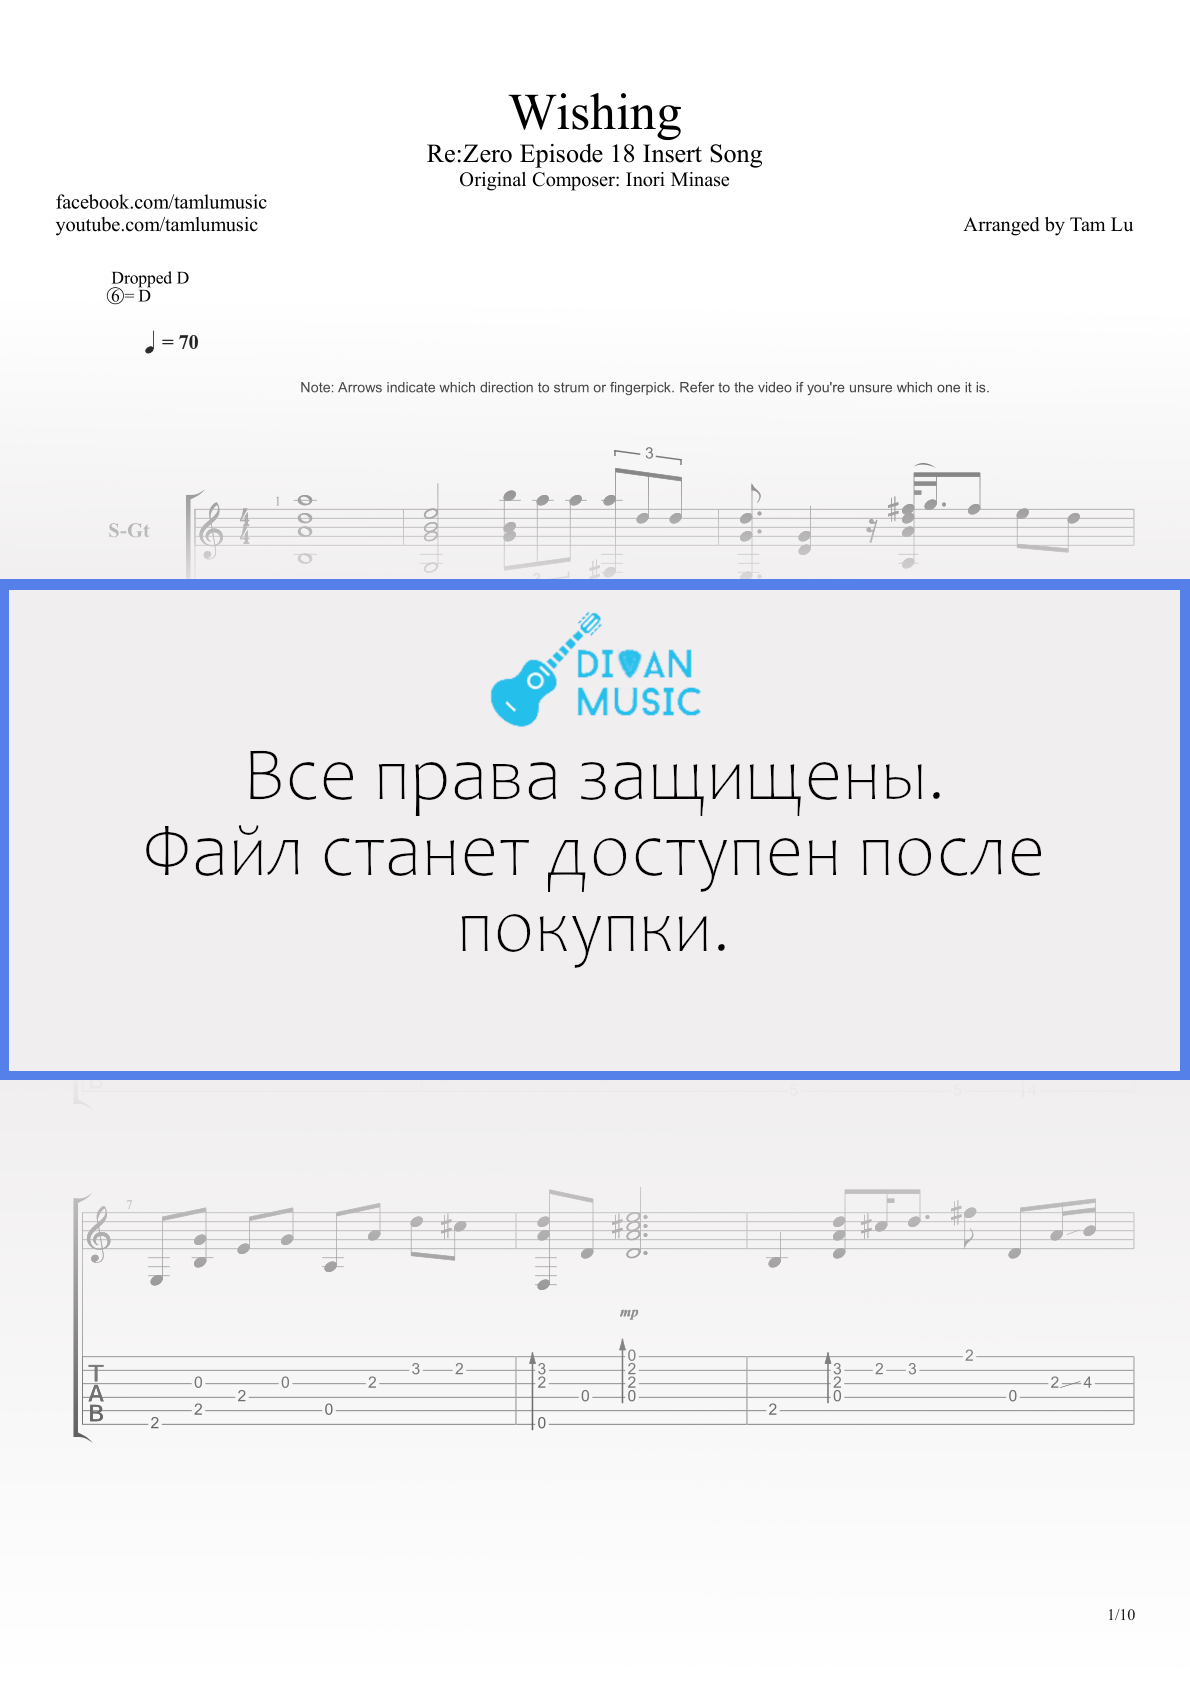 Wishing
Re:Zero Episode 18 Insert Song
Original Composer: Inori Minase
facebook.com/tamlumusic
youtube.com/tamlumusic
Arranged by Tam Lu
Dropped D
⑥= D
♩ = 70
Note: Arrows indicate which direction to strum or fingerpick. Refer to the video if you're unsure which one it is.
3
1
S-Gt
4
4
DIVAN
MUSIC
Все права защищены.
Файл станет доступен после
покупки.
7
mp
T
A
B
0
3 2 3 2 3 2 3 2
0 0 2 2 2 2 2 4
2 0 0 0 0
2 0 2
2 0
1/10